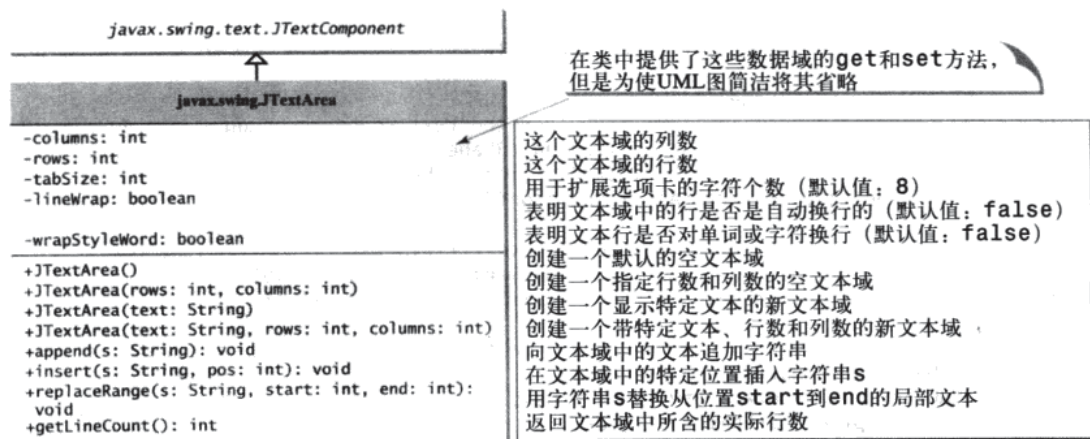 javax.swing.text.JTextComponent
在类中提供了这些数据域的get和set方法，
但是为使UML图简洁将其省略
javax.swing.JTextArea
-columns: int
-rows: int
-tabSize: int
-lineWrap: boolean
-wrapStyleWord: boolean
+JTextArea()
+JTextArea(rows: int, columns: int)
+JTextArea(text: String)
+JTextArea(text: String, rows: int, columns: int)
+append(s: String): void
+insert(s: String, pos: int): void
+replaceRange(s: String, start: int, end: int):
void
+getLineCount(): int
这个文本域的列数
这个文本域的行数
用于扩展选项卡的字符个数（默认值：8）
表明文本域中的行是否是自动换行的（默认值：false）
表明文本行是否对单词或字符换行（默认值：false）
创建一个默认的空文本域
创建一个指定行数和列数的空文本域
创建一个显示特定文本的新文本域
创建一个带特定文本、行数和列数的新文本域
向文本域中的文本追加字符串
在文本域中的特定位置插入字符串s
用字符串s替换从位置start到end的局部文本
返回文本域中所含的实际行数